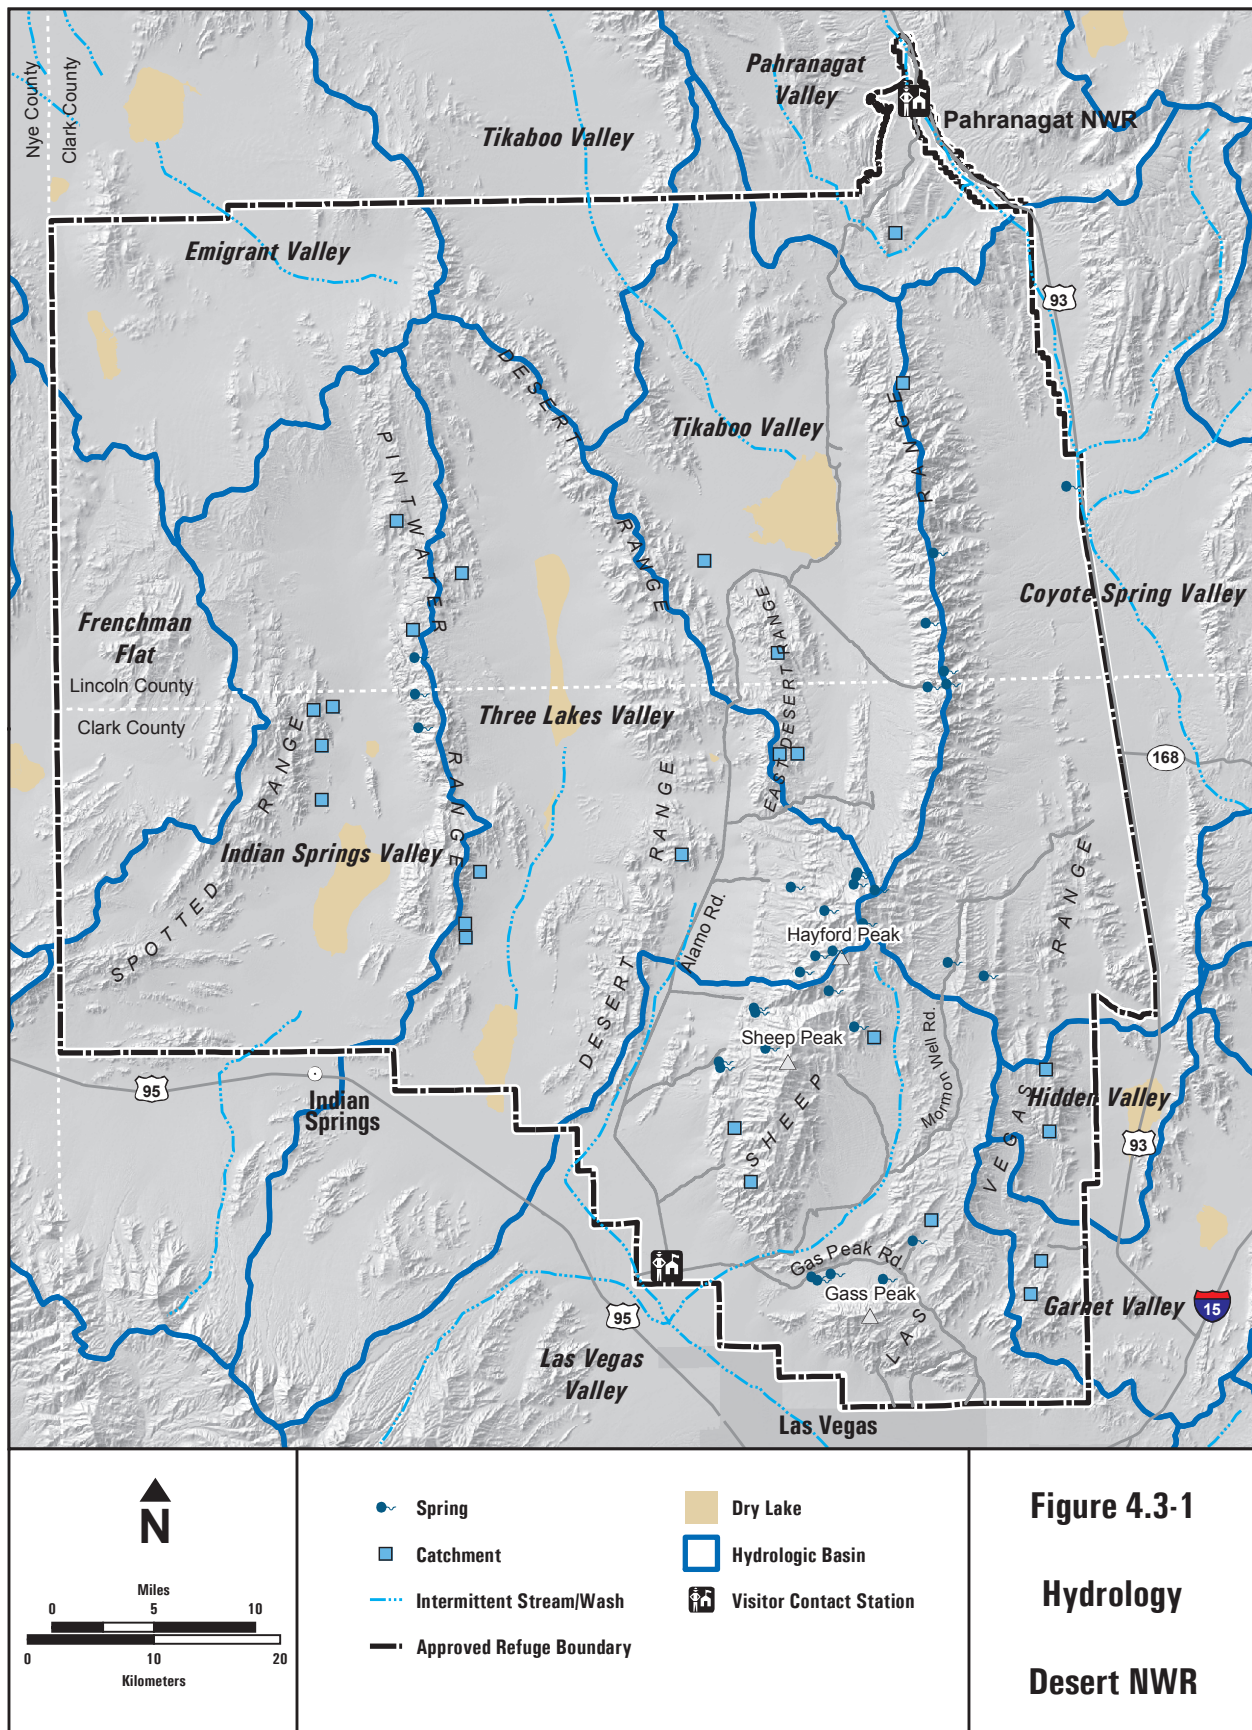 Nye County
Clark County
Pahranagat
Valley
Pahranagat NWR
Tikaboo Valley
Emigrant Valley
93
DESERT
RANGE
Tikaboo Valley
RANGE
PINTWATER
RANGE
Coyote Spring Valley
Frenchman
Flat
Lincoln County
Clark County
EAST DESERT RANGE
Three Lakes Valley
168
RANGE
SPOTTED
RANGE
Indian Springs Valley
Alamo Rd.
Hayford Peak
RANGE
DESERT
Sheep Peak
Mormon Well Rd.
SHEEP
95
Indian
Springs
Hidden Valley
93
VEGAS
Gas Peak Rd.
Gass Peak
LAS
Garnet Valley
15
95
Las Vegas
Valley
Las Vegas
N
Miles
0 5 10
0 10 20
Kilometers
Spring
Catchment
Intermittent Stream/Wash
Approved Refuge Boundary
Dry Lake
Hydrologic Basin
Visitor Contact Station
Figure 4.3-1
Hydrology
Desert NWR